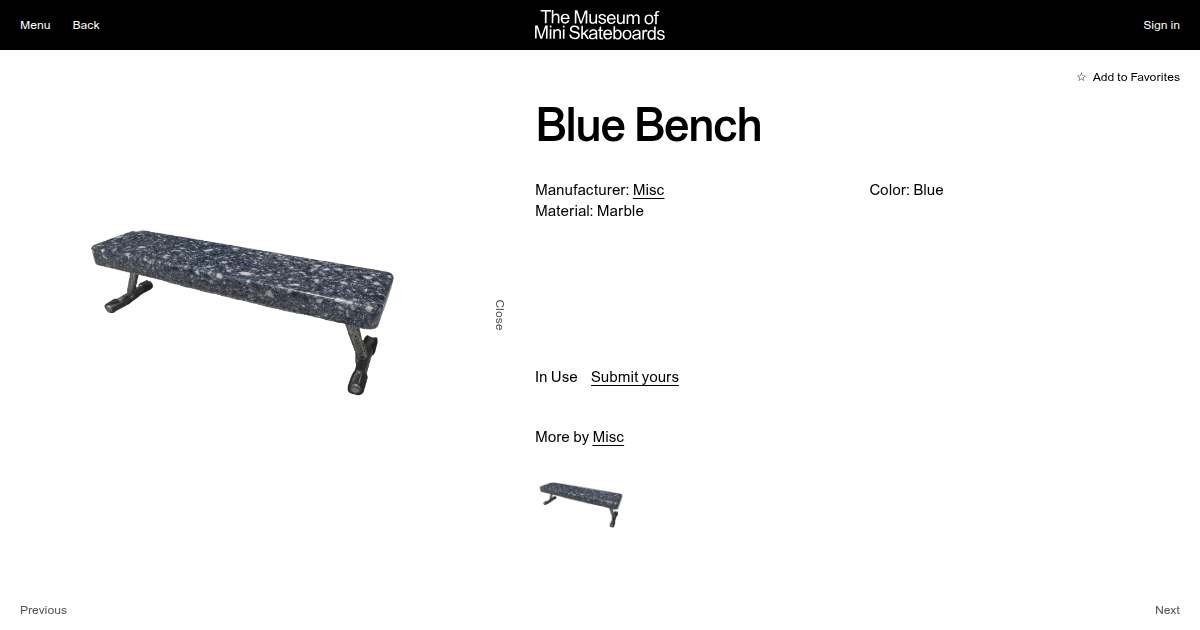 Menu
Back
The Museum of
Mini Skateboards
Sign in
☆ Add to Favorites
Blue Bench
Manufacturer: Misc
Color: Blue
Material: Marble
Close
In Use
Submit yours
More by Misc
Previous
Next